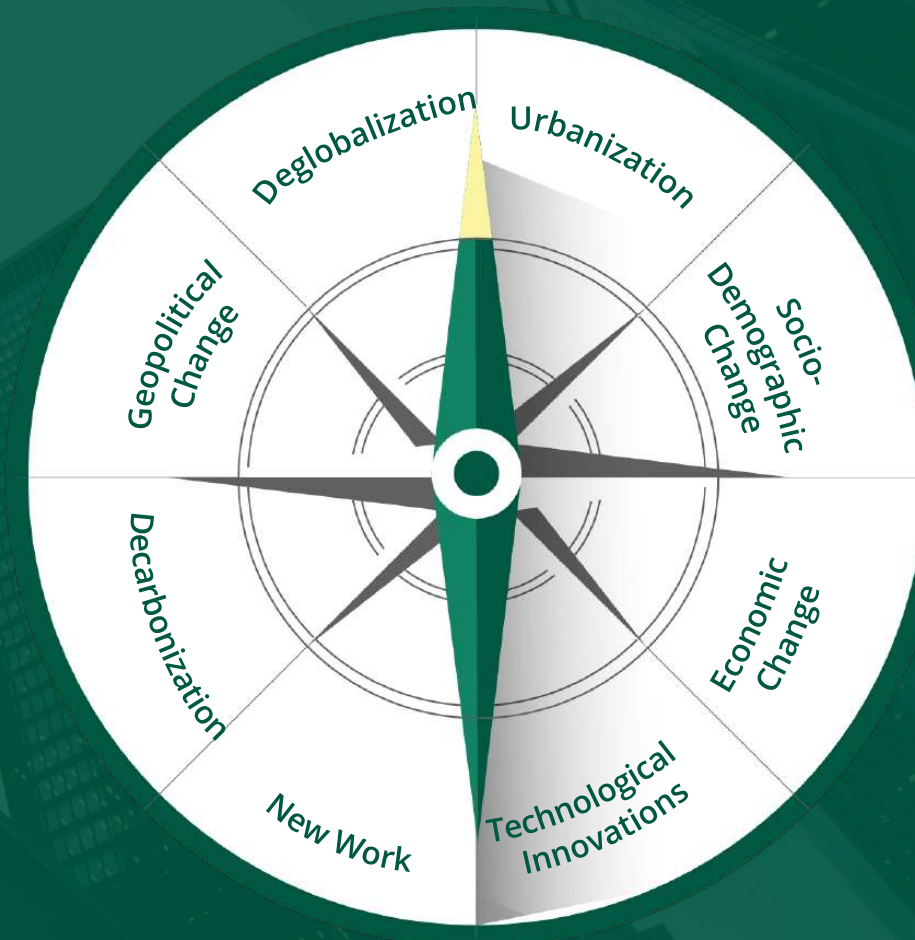 Urbanization
Socio-
Demographic
Change
Economic
Change
Technological
Innovations
New Work
Decarbonization
Geopolitical
Change
Deglobalization